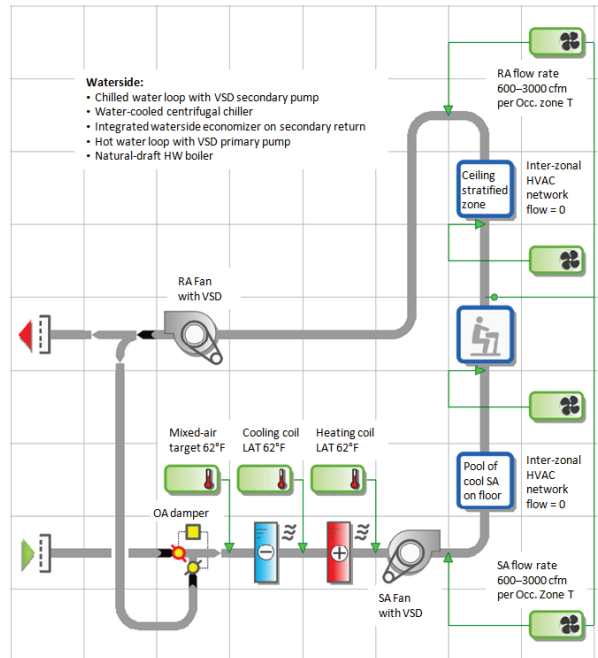 Waterside:
• Chilled water loop with VSD secondary pump
• Water-cooled centrifugal chiller
• Integrated waterside economizer on secondary return
• Hot water loop with VSD primary pump
• Natural-draft HW boiler
RA flow rate
600–3000 cfm
per Occ. zone T
Ceiling
stratified
zone
Inter-zonal
HVAC
network
flow = 0
RA Fan
with VSD
Mixed-air
target 62°F
Cooling coil
LAT 62°F
Heating coil
LAT 62°F
Pool of
cool SA
on floor
Inter-zonal
HVAC
network
flow = 0
OA damper
SA Fan
with VSD
SA flow rate
600–3000 cfm
per Occ. Zone T